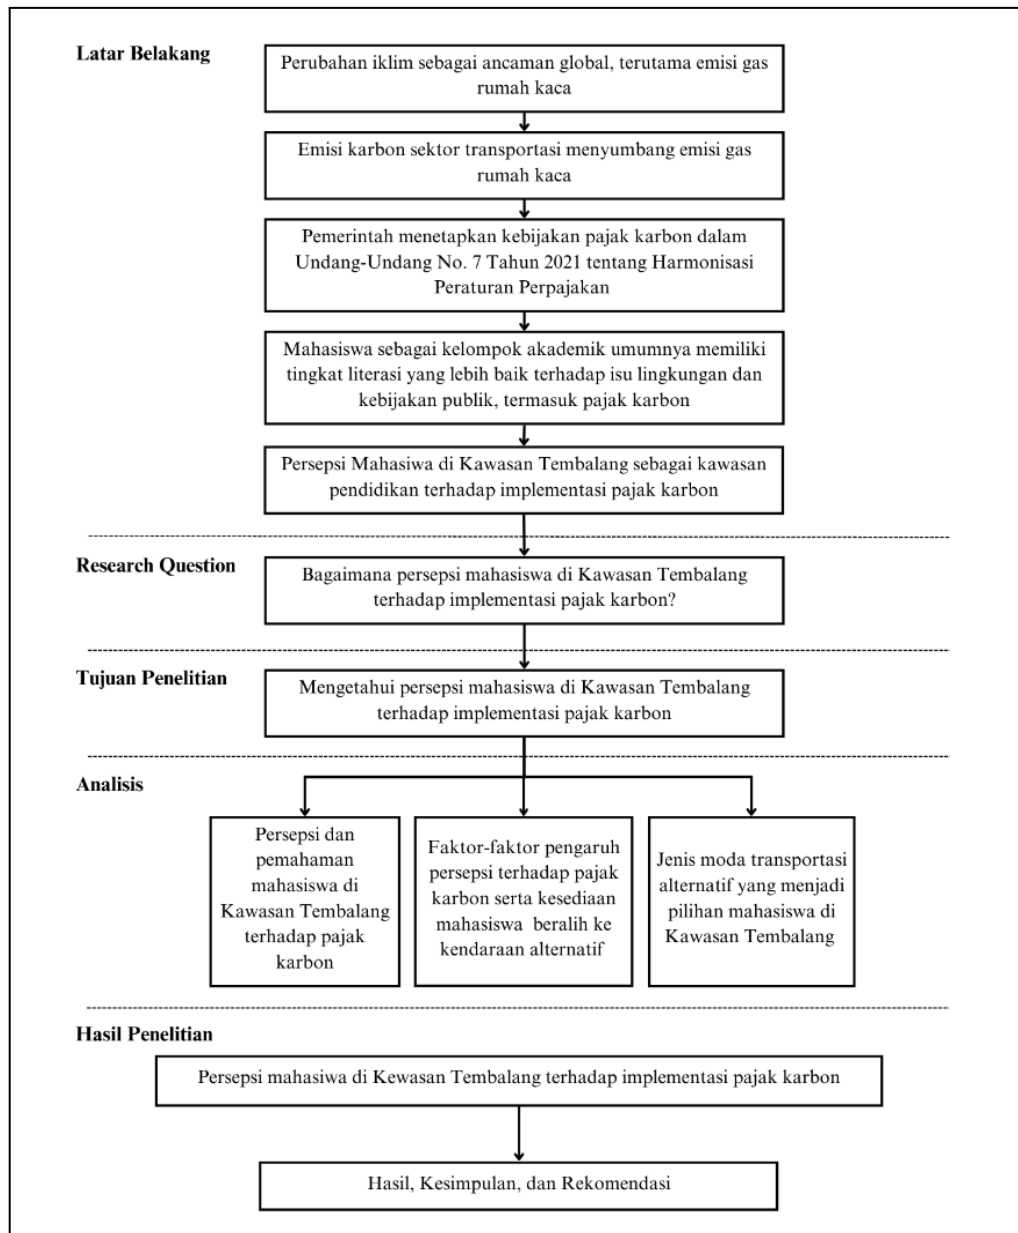 Latar Belakang
Perubahan iklim sebagai ancaman global, terutama emisi gas
rumah kaca
Emisi karbon sektor transportasi menyumbang emisi gas
rumah kaca
Pemerintah menetapkan kebijakan pajak karbon dalam
Undang-Undang No. 7 Tahun 2021 tentang Harmonisasi
Peraturan Perpajakan
Mahasiswa sebagai kelompok akademik umumnya memiliki
tingkat literasi yang lebih baik terhadap isu lingkungan dan
kebijakan publik, termasuk pajak karbon
Persepsi Mahasiwa di Kawasan Tembalang sebagai kawasan
pendidikan terhadap implementasi pajak karbon
Research Question
Bagaimana persepsi mahasiswa di Kawasan Tembalang
terhadap implementasi pajak karbon?
Tujuan Penelitian
Mengetahui persepsi mahasiswa di Kawasan Tembalang
terhadap implementasi pajak karbon
Analisis
Persepsi dan
pemahaman
mahasiswa di
Kawasan Tembalang
terhadap pajak
karbon
Faktor-faktor pengaruh
persepsi terhadap pajak
karbon serta kesediaan
mahasiswa beralih ke
kendaraan alternatif
Jenis moda transportasi
alternatif yang menjadi
pilihan mahasiswa di
Kawasan Tembalang
Hasil Penelitian
Persepsi mahasiwa di Kewasan Tembalang terhadap implementasi pajak karbon
Hasil, Kesimpulan, dan Rekomendasi